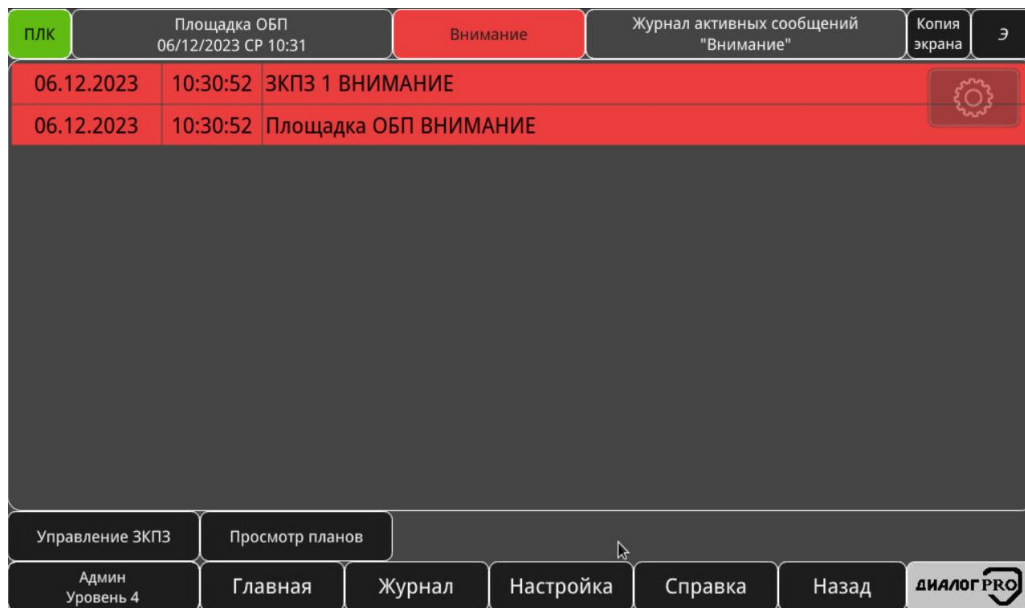 ПЛК
Площадка ОБП
06/12/2023 СР 10:31
Внимание
Журнал активных сообщений
"Внимание"
Копия
экрана
Э
06.12.2023 10:30:52 ЗКПЗ 1 ВНИМАНИЕ
06.12.2023 10:30:52 Площадка ОБП ВНИМАНИЕ
Управление ЗКПЗ
Просмотр планов
Админ
Уровень 4
Главная
Журнал
Настройка
Справка
Назад
ДИАЛОГ PRO